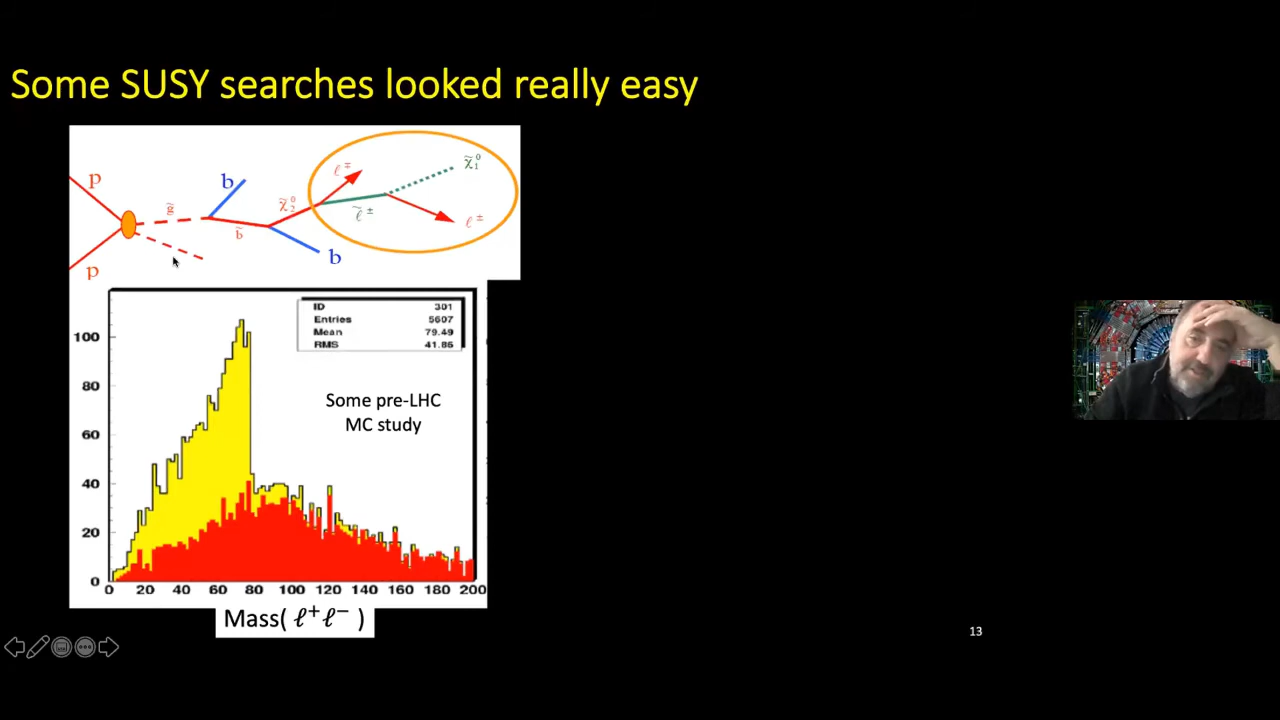 Some SUSY searches looked really easy
p
p
g̃
b
b̃
χ̃₂⁰
b
ℓ∓
ℓ̃±
χ̃₁⁰
ℓ±
ID 301
Entries 5607
Mean 79.49
RMS 41.86
Some pre-LHC
MC study
100
80
60
40
20
0
0 20 40 60 80 100 120 140 160 180 200
Mass( ℓ⁺ℓ⁻ )
13